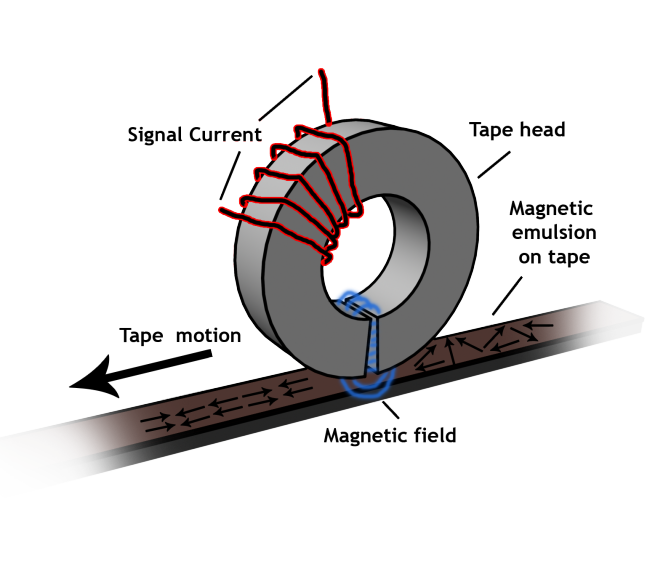 Signal Current
Tape head
Magnetic
emulsion
on tape
Tape motion
Magnetic field